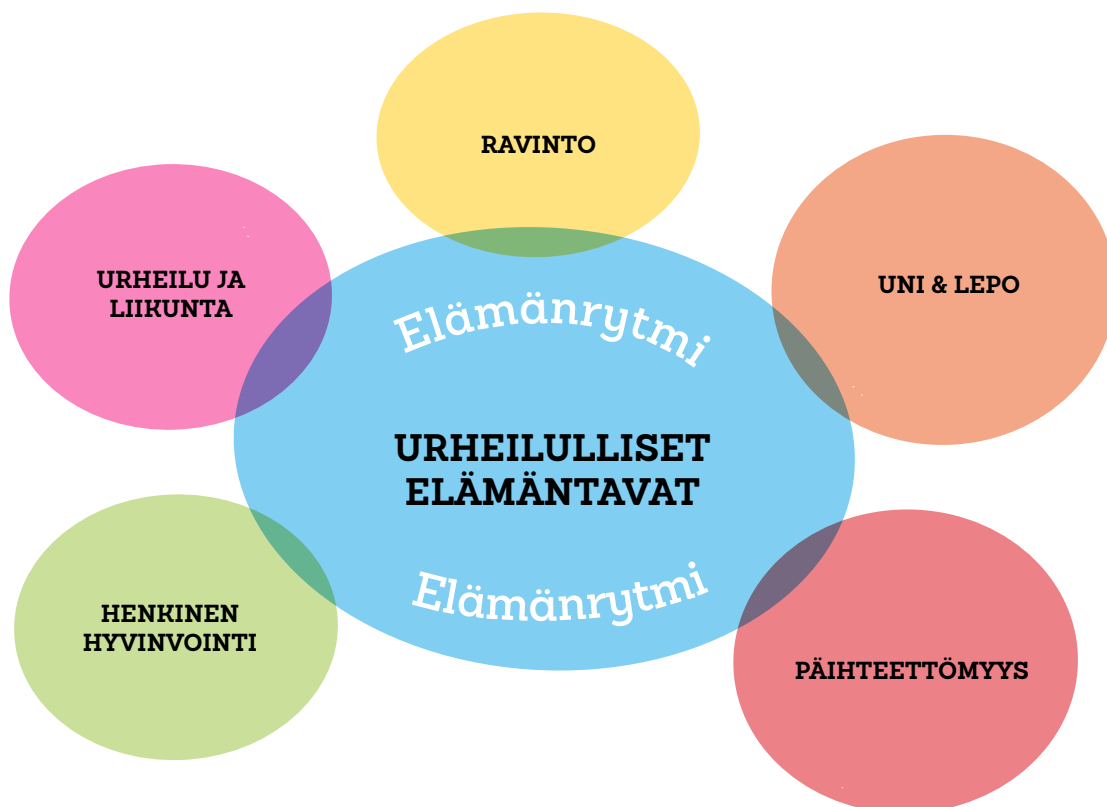 RAVINTO
URHEILU JA
LIIKUNTA
UNI & LEPO
Elämänrytmi
URHEILULLISET
ELÄMÄNTAVAT
Elämänrytmi
HENKINEN
HYVINVOINTI
PÄIHTEETTÖMYYS